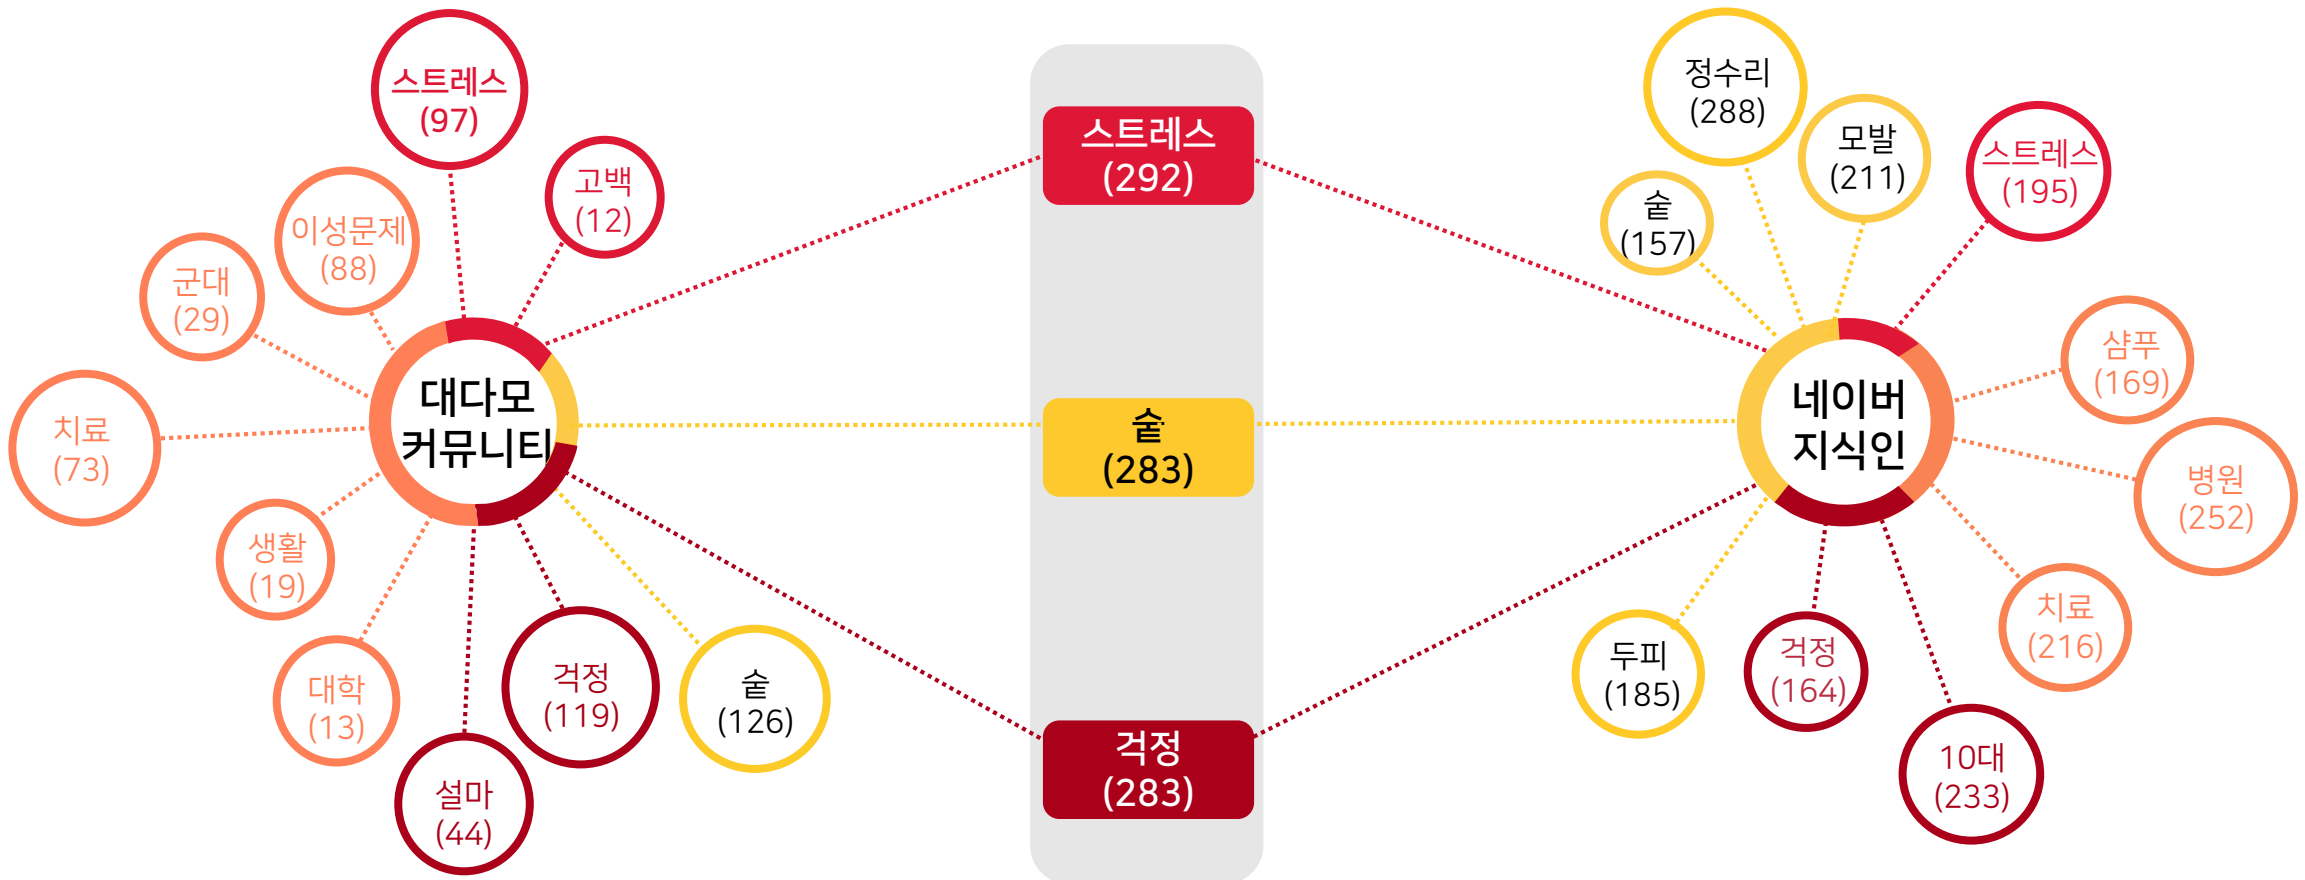 스트레스
(97)
고백
(12)
이성문제
(88)
군대
(29)
치료
(73)
생활
(19)
대학
(13)
설마
(44)
걱정
(119)
숱
(126)
대다모
커뮤니티
스트레스
(292)
숱
(283)
걱정
(283)
네이버
지식인
숱
(157)
정수리
(288)
모발
(211)
스트레스
(195)
샴푸
(169)
병원
(252)
치료
(216)
10대
(233)
걱정
(164)
두피
(185)